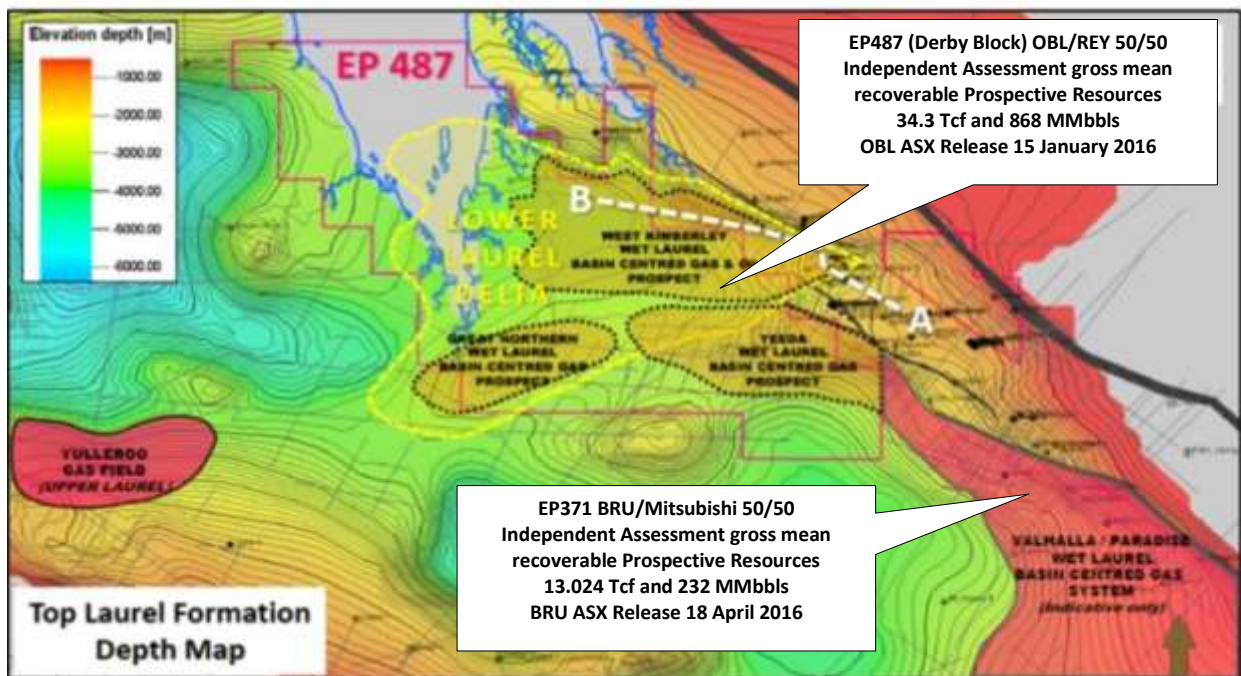 Elevation depth [m]
-1000.00
-2000.00
-3000.00
-4000.00
-5000.00
-6000.00
EP 487
EP487 (Derby Block) OBL/REY 50/50
Independent Assessment gross mean
recoverable Prospective Resources
34.3 Tcf and 868 MMbbls
OBL ASX Release 15 January 2016
B
A
LOWER
LAUREL
DELTA
WEST KIMBERLEY
WET LAUREL
BASIN CENTRED GAS &
PROSPECT
GREAT NORTHERN
WET LAUREL
BASIN CENTRED GAS
PROSPECT
YEEDA
WET LAUREL
BASIN CENTRED GAS
PROSPECT
YULLEROO
GAS FIELD
(UPPER LAUREL)
EP371 BRU/Mitsubishi 50/50
Independent Assessment gross mean
recoverable Prospective Resources
13.024 Tcf and 232 MMbbls
BRU ASX Release 18 April 2016
VALHALLA / PARADISE
WET LAUREL
BASIN CENTRED GAS
SYSTEM
(indicative only)
Top Laurel Formation
Depth Map